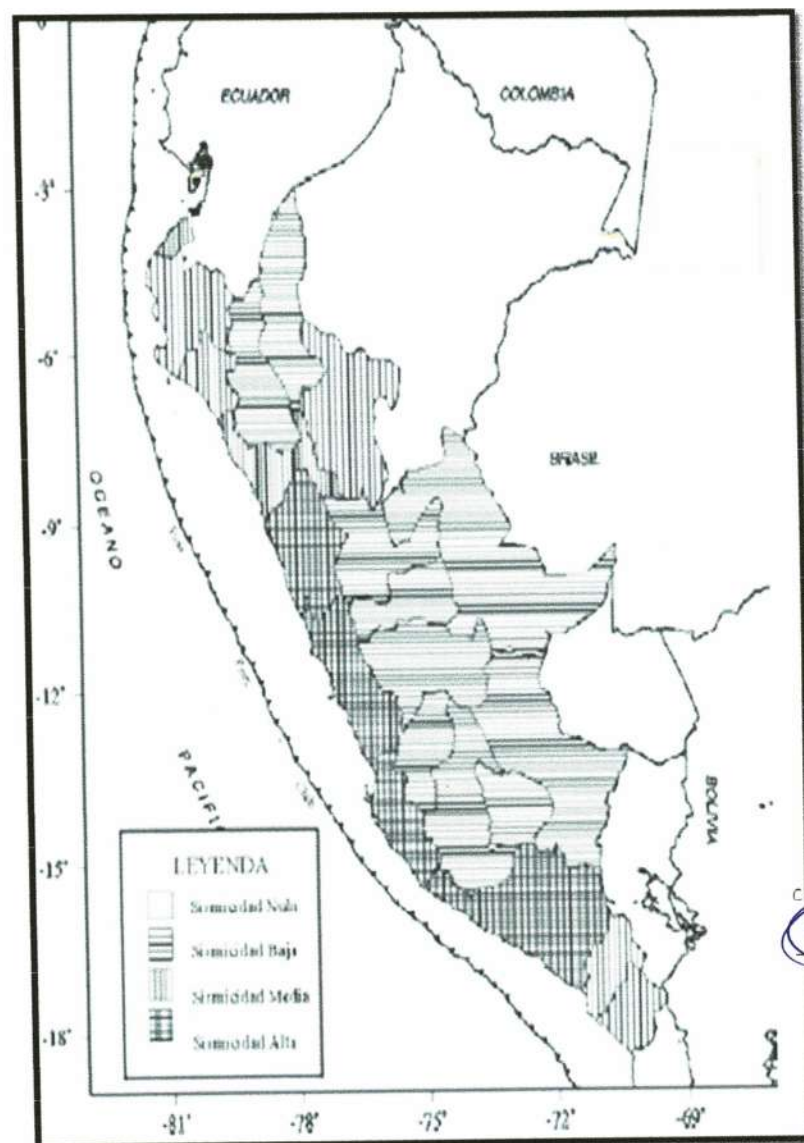 ECUADOR
COLOMBIA
-3°
-6°
BRASIL
-9°
OCEANO
-12°
PACIFI
BOLIVIA
-15°
LEYENDA
Sismicidad Nula
Sismicidad Baja
Sismicidad Media
Sismicidad Alta
-18°
-81°
-78°
-75°
-72°
-69°